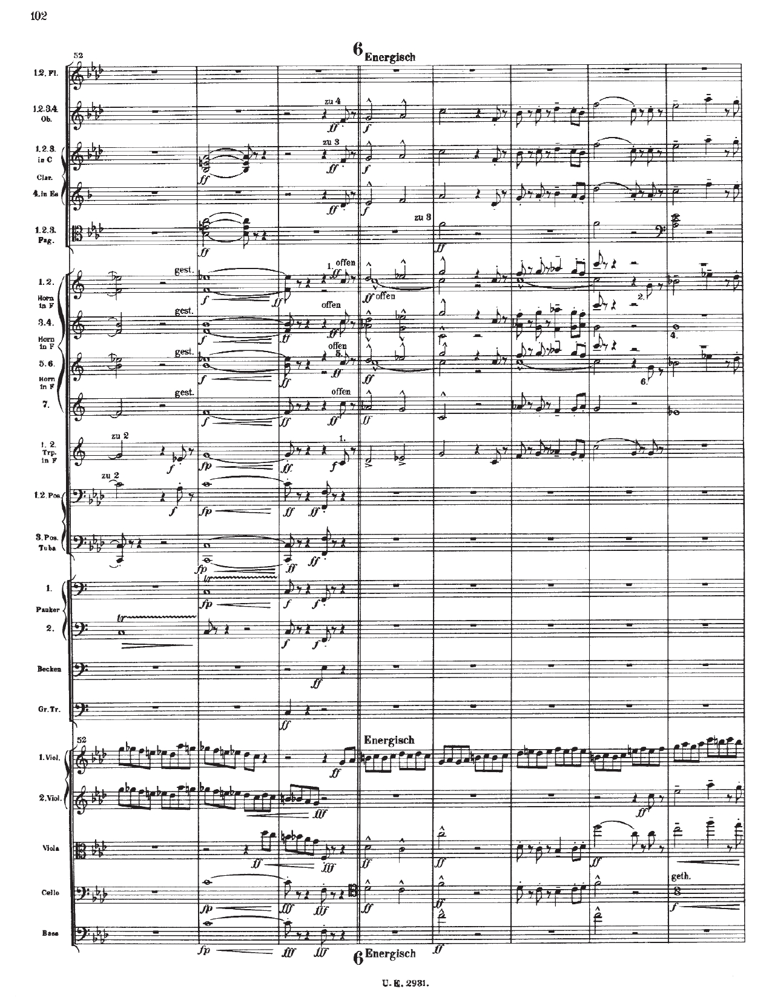 102
6 Energisch
52
1.2. Fl.
1.2.3.4. Ob.
zu 4
ff
f
1.2.3. in C
zu 3
ff
ff
f
Clar.
4. in Es
ff
f
1.2.3. Fag.
zu 3
ff
ff
1.2.
gest.
1. offen
ff
f
ff
ff offen
2.
Horn in F
3.4.
gest.
offen
f
ff
ff
4.
Horn in F
5.6.
gest.
offen
5.
f
ff
ff
ff
6.
Horn in F
7.
gest.
offen
f
ff
ff
ff
1. 2. Trp. in F
zu 2
1.
f
fp
ff
f
1.2. Pos.
zu 2
f
fp
ff
ff
3. Pos. Tuba
fp
ff
ff
1.
tr
fp
f
f
Pauker
2.
tr
f
f
Becken
ff
Gr. Tr.
ff
52
Energisch
1. Viol.
ff
2. Viol.
fff
ff
Viola
ff
fff
ff
ff
ff
Cello
geth.
fp
fff
fff
ff
ff
f
Bass
fp
fff
fff
ff
6 Energisch
U. E. 2931.